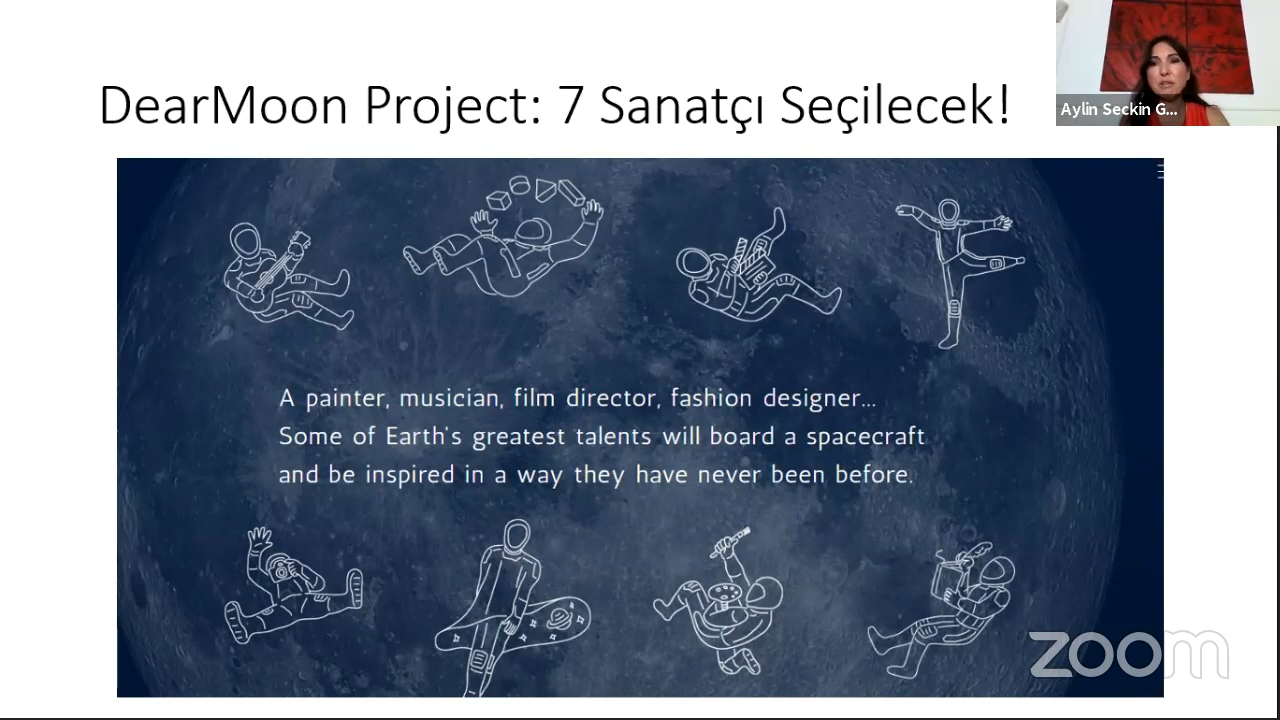 DearMoon Project: 7 Sanatçı Seçilecek!
Aylin Seckin G...
A painter, musician, film director, fashion designer...
Some of Earth's greatest talents will board a spacecraft
and be inspired in a way they have never been before.
zoom